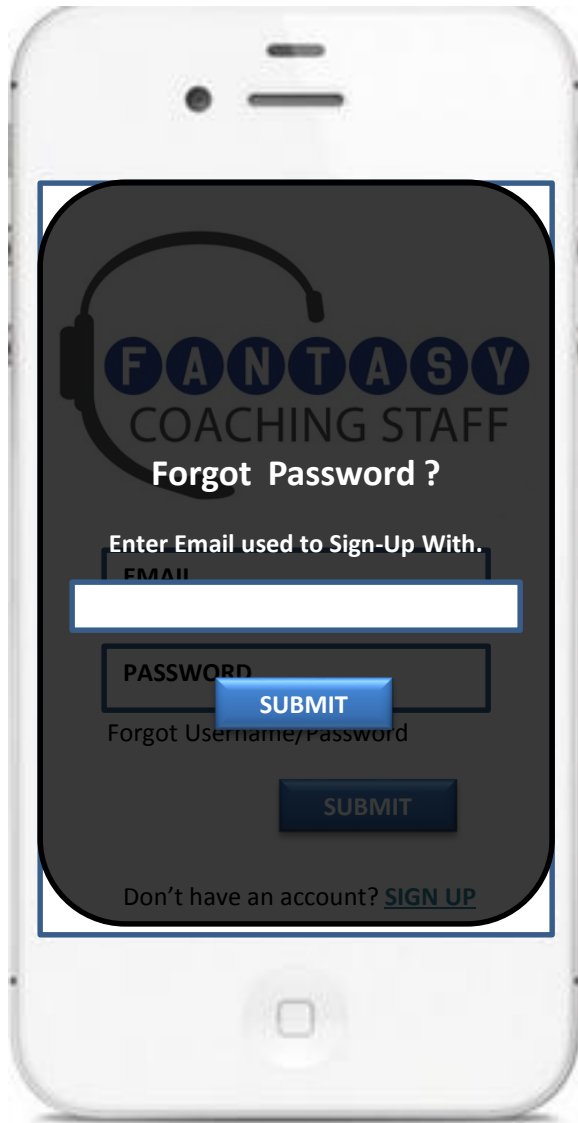 FANTASY
COACHING STAFF
Forgot Password ?
Enter Email used to Sign-Up With.
EMAIL
PASSWORD
SUBMIT
Forgot Username/Password
SUBMIT
Don't have an account? SIGN UP